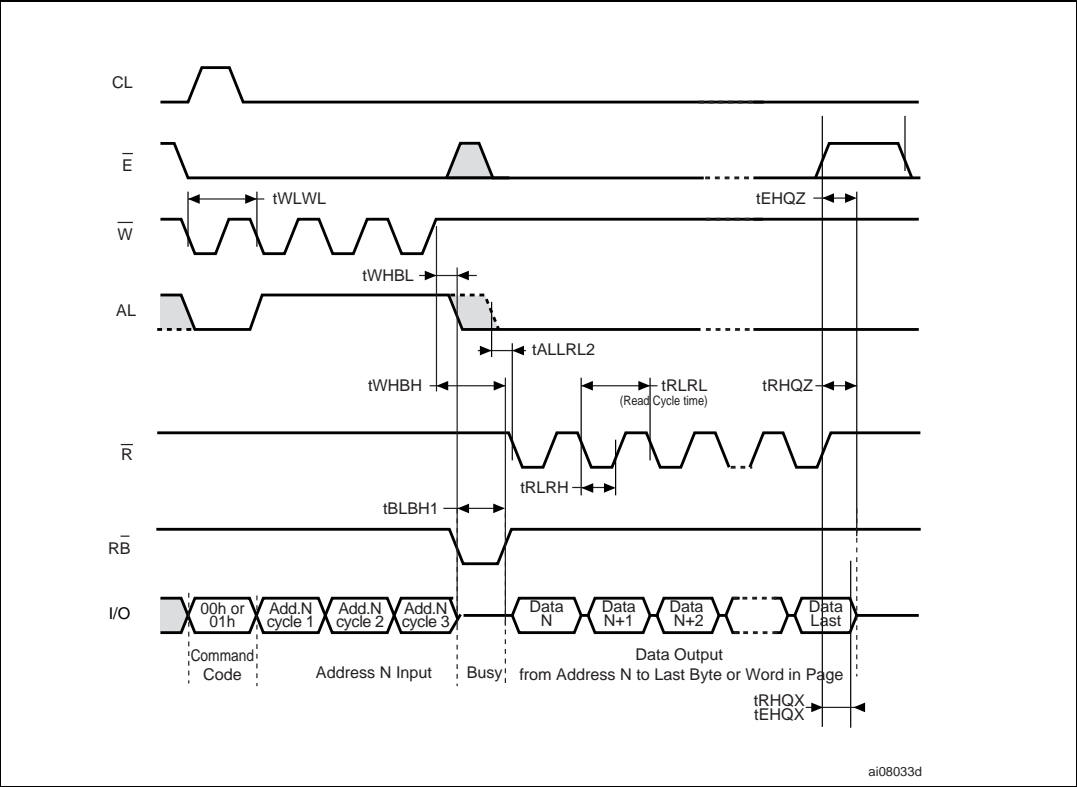 CL
E̅
tWLWL
tEHQZ
W̅
tWHBL
AL
tALLRL2
tWHBH
tRLRL
(Read Cycle time)
tRHQZ
R̅
tRLRH
tBLBH1
RB̅
I/O
00h or
01h
Add.N
cycle 1
Add.N
cycle 2
Add.N
cycle 3
Data
N
Data
N+1
Data
N+2
Data
Last
Command
Code
Address N Input
Busy
Data Output
from Address N to Last Byte or Word in Page
tRHQX
tEHQX
ai08033d